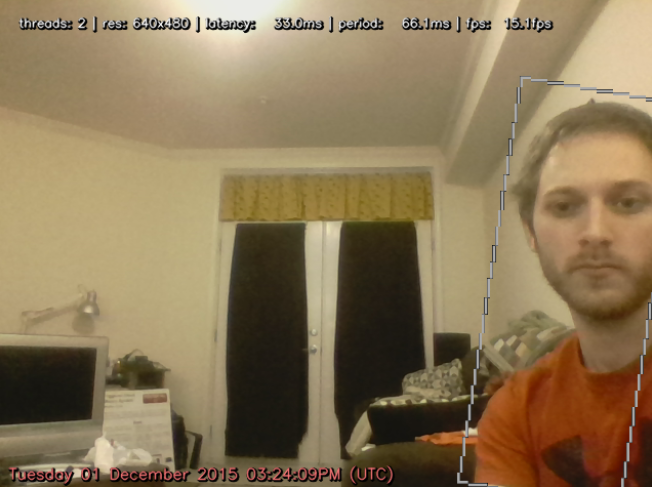 threads: 2 | res: 640x480 | latency: 33.0ms | period: 66.1ms | fps: 15.1fps
Tuesday 01 December 2015 03:24:09PM (UTC)